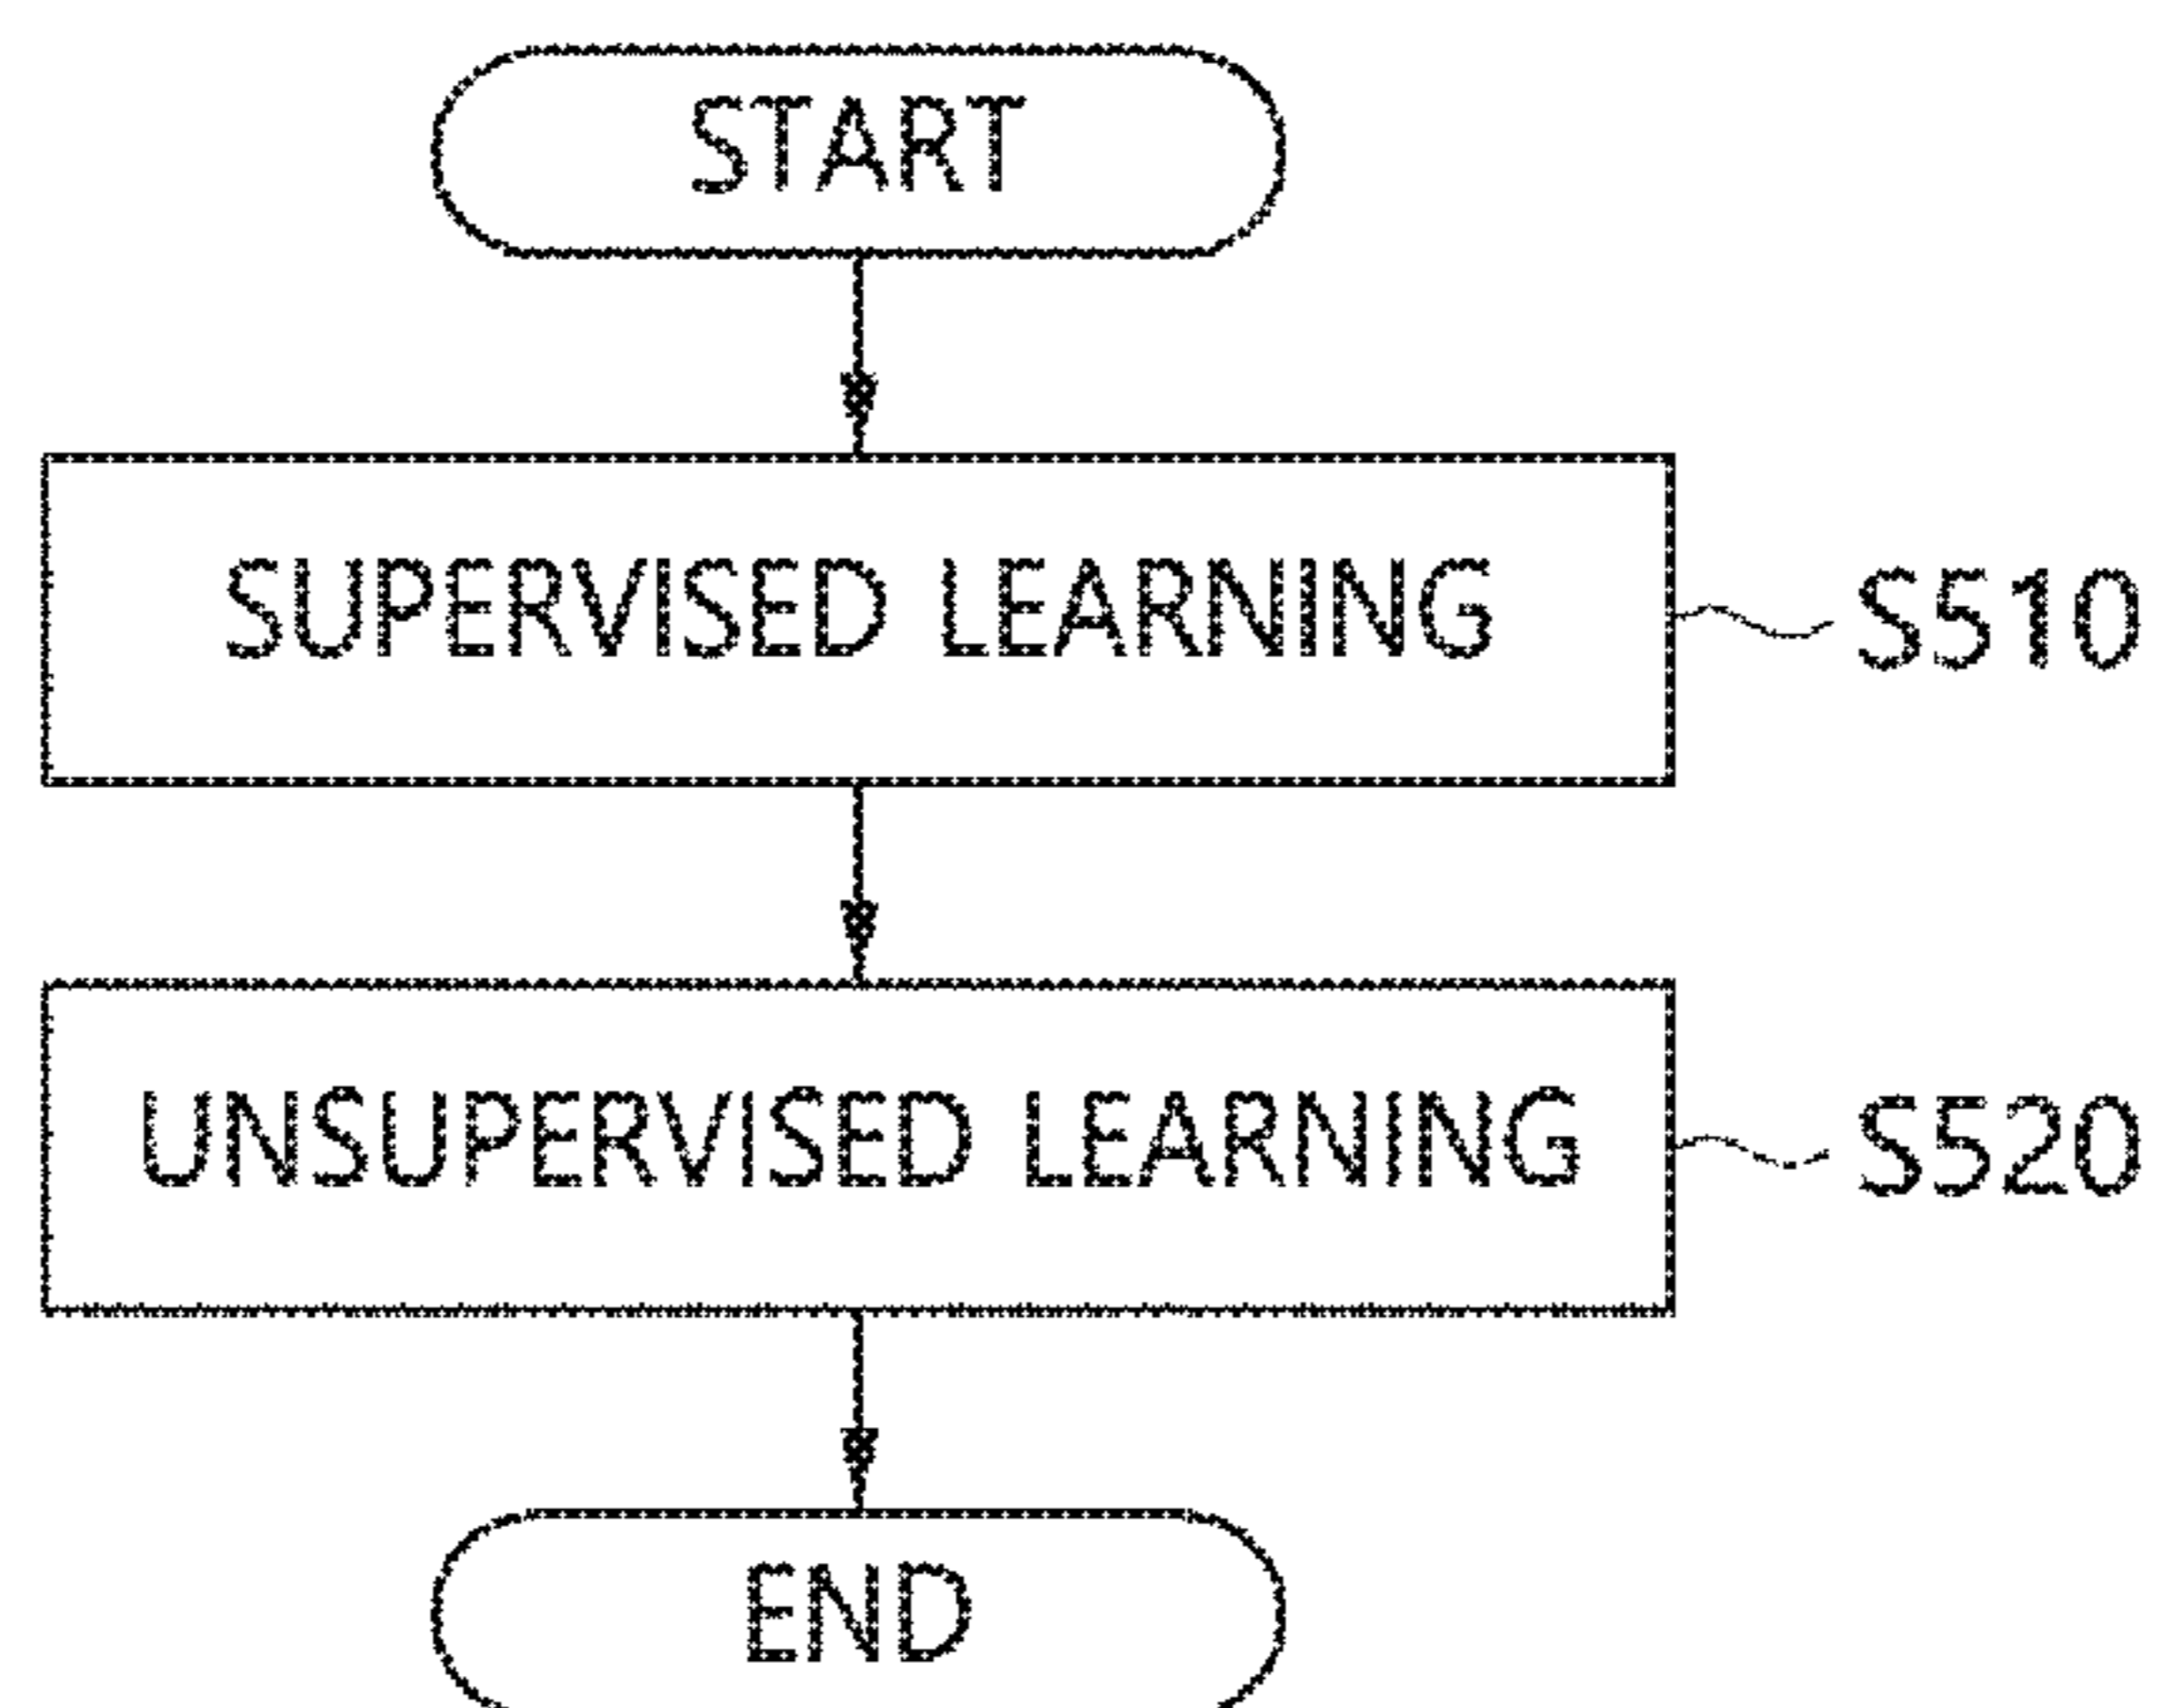 START
SUPERVISED LEARNING
S510
UNSUPERVISED LEARNING
S520
END